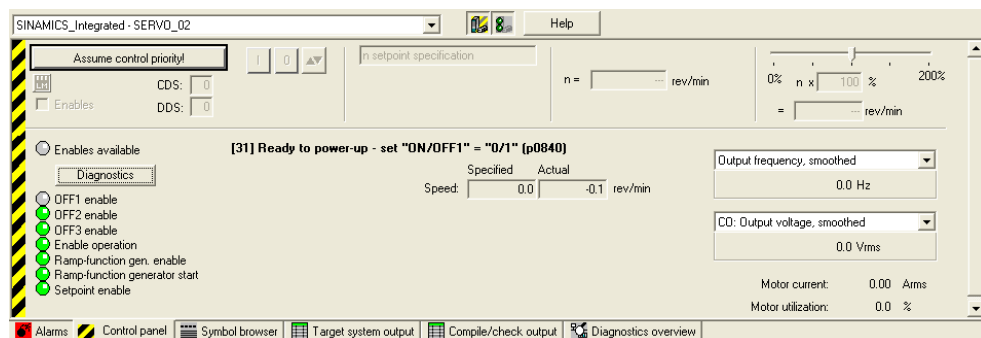 SINAMICS_Integrated - SERVO_02
Help
Assume control priority!
I 0
n setpoint specification
CDS: 0
Enables
DDS: 0
n = --- rev/min
0% n x 100 % 200%
= --- rev/min
Enables available
[31] Ready to power-up - set "ON/OFF1" = "0/1" (p0840)
Diagnostics
Specified Actual
Speed: 0.0 -0.1 rev/min
OFF1 enable
OFF2 enable
OFF3 enable
Enable operation
Ramp-function gen. enable
Ramp-function generator start
Setpoint enable
Output frequency, smoothed
0.0 Hz
CO: Output voltage, smoothed
0.0 Vrms
Motor current: 0.00 Arms
Motor utilization: 0.0 %
Alarms Control panel Symbol browser Target system output Compile/check output Diagnostics overview